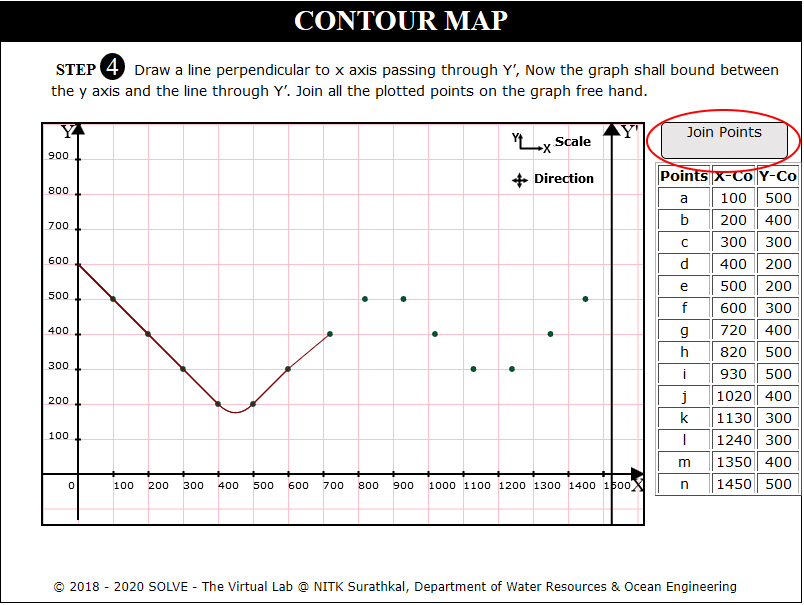 CONTOUR MAP
STEP 4 Draw a line perpendicular to x axis passing through Y’, Now the graph shall bound between
the y axis and the line through Y’. Join all the plotted points on the graph free hand.
Join Points
Y
Y'
Y
X
Scale
Direction
900
800
700
600
500
400
300
200
100
0 100 200 300 400 500 600 700 800 900 1000 1100 1200 1300 1400 1500 X
Points X-Co Y-Co
a 100 500
b 200 400
c 300 300
d 400 200
e 500 200
f 600 300
g 720 400
h 820 500
i 930 500
j 1020 400
k 1130 300
l 1240 300
m 1350 400
n 1450 500
© 2018 - 2020 SOLVE - The Virtual Lab @ NITK Surathkal, Department of Water Resources & Ocean Engineering